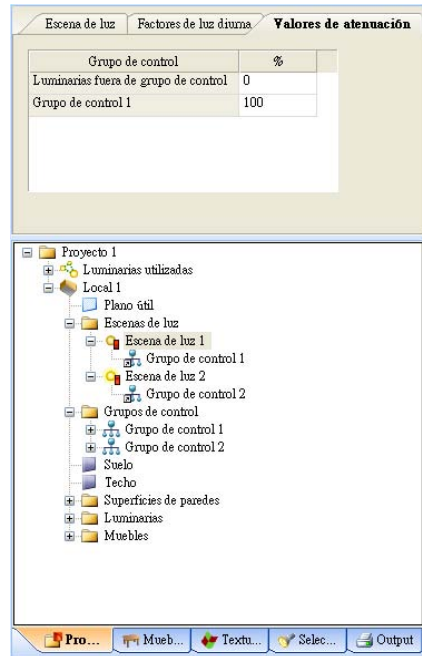 Escena de luz Factores de luz diurna Valores de atenuación
Grupo de control %
Luminarias fuera de grupo de control 0
Grupo de control 1 100
Proyecto 1
Luminarias utilizadas
Local 1
Plano útil
Escenas de luz
Escena de luz 1
Grupo de control 1
Escena de luz 2
Grupo de control 2
Grupos de control
Grupo de control 1
Grupo de control 2
Suelo
Techo
Superficies de paredes
Luminarias
Muebles
Pro... Mueb... Textu... Selec... Output